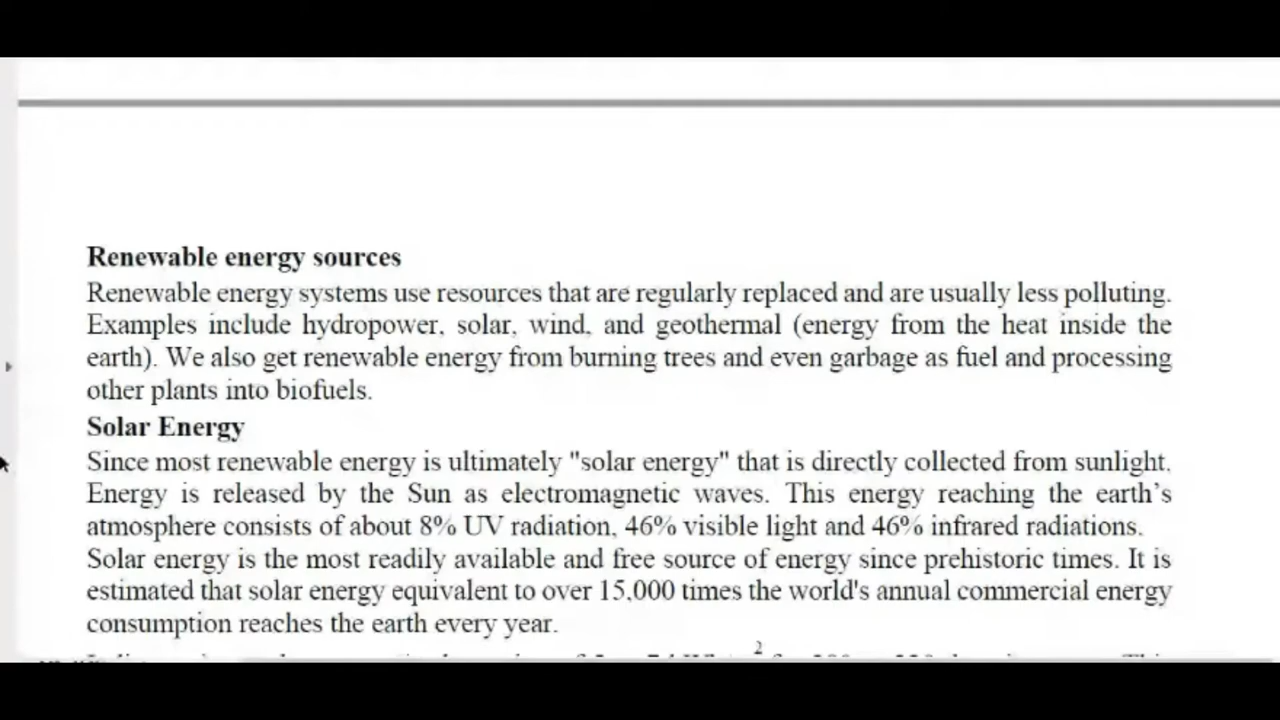 Renewable energy sources
Renewable energy systems use resources that are regularly replaced and are usually less polluting.
Examples include hydropower, solar, wind, and geothermal (energy from the heat inside the
earth). We also get renewable energy from burning trees and even garbage as fuel and processing
other plants into biofuels.
Solar Energy
Since most renewable energy is ultimately "solar energy" that is directly collected from sunlight.
Energy is released by the Sun as electromagnetic waves. This energy reaching the earth’s
atmosphere consists of about 8% UV radiation, 46% visible light and 46% infrared radiations.
Solar energy is the most readily available and free source of energy since prehistoric times. It is
estimated that solar energy equivalent to over 15,000 times the world's annual commercial energy
consumption reaches the earth every year.